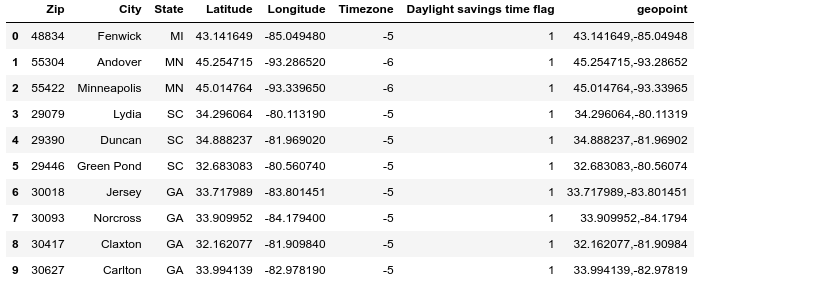 Zip City State Latitude Longitude Timezone Daylight savings time flag geopoint
0 48834 Fenwick MI 43.141649 -85.049480 -5 1 43.141649,-85.04948
1 55304 Andover MN 45.254715 -93.286520 -6 1 45.254715,-93.28652
2 55422 Minneapolis MN 45.014764 -93.339650 -6 1 45.014764,-93.33965
3 29079 Lydia SC 34.296064 -80.113190 -5 1 34.296064,-80.11319
4 29390 Duncan SC 34.888237 -81.969020 -5 1 34.888237,-81.96902
5 29446 Green Pond SC 32.683083 -80.560740 -5 1 32.683083,-80.56074
6 30018 Jersey GA 33.717989 -83.801451 -5 1 33.717989,-83.801451
7 30093 Norcross GA 33.909952 -84.179400 -5 1 33.909952,-84.1794
8 30417 Claxton GA 32.162077 -81.909840 -5 1 32.162077,-81.90984
9 30627 Carlton GA 33.994139 -82.978190 -5 1 33.994139,-82.97819